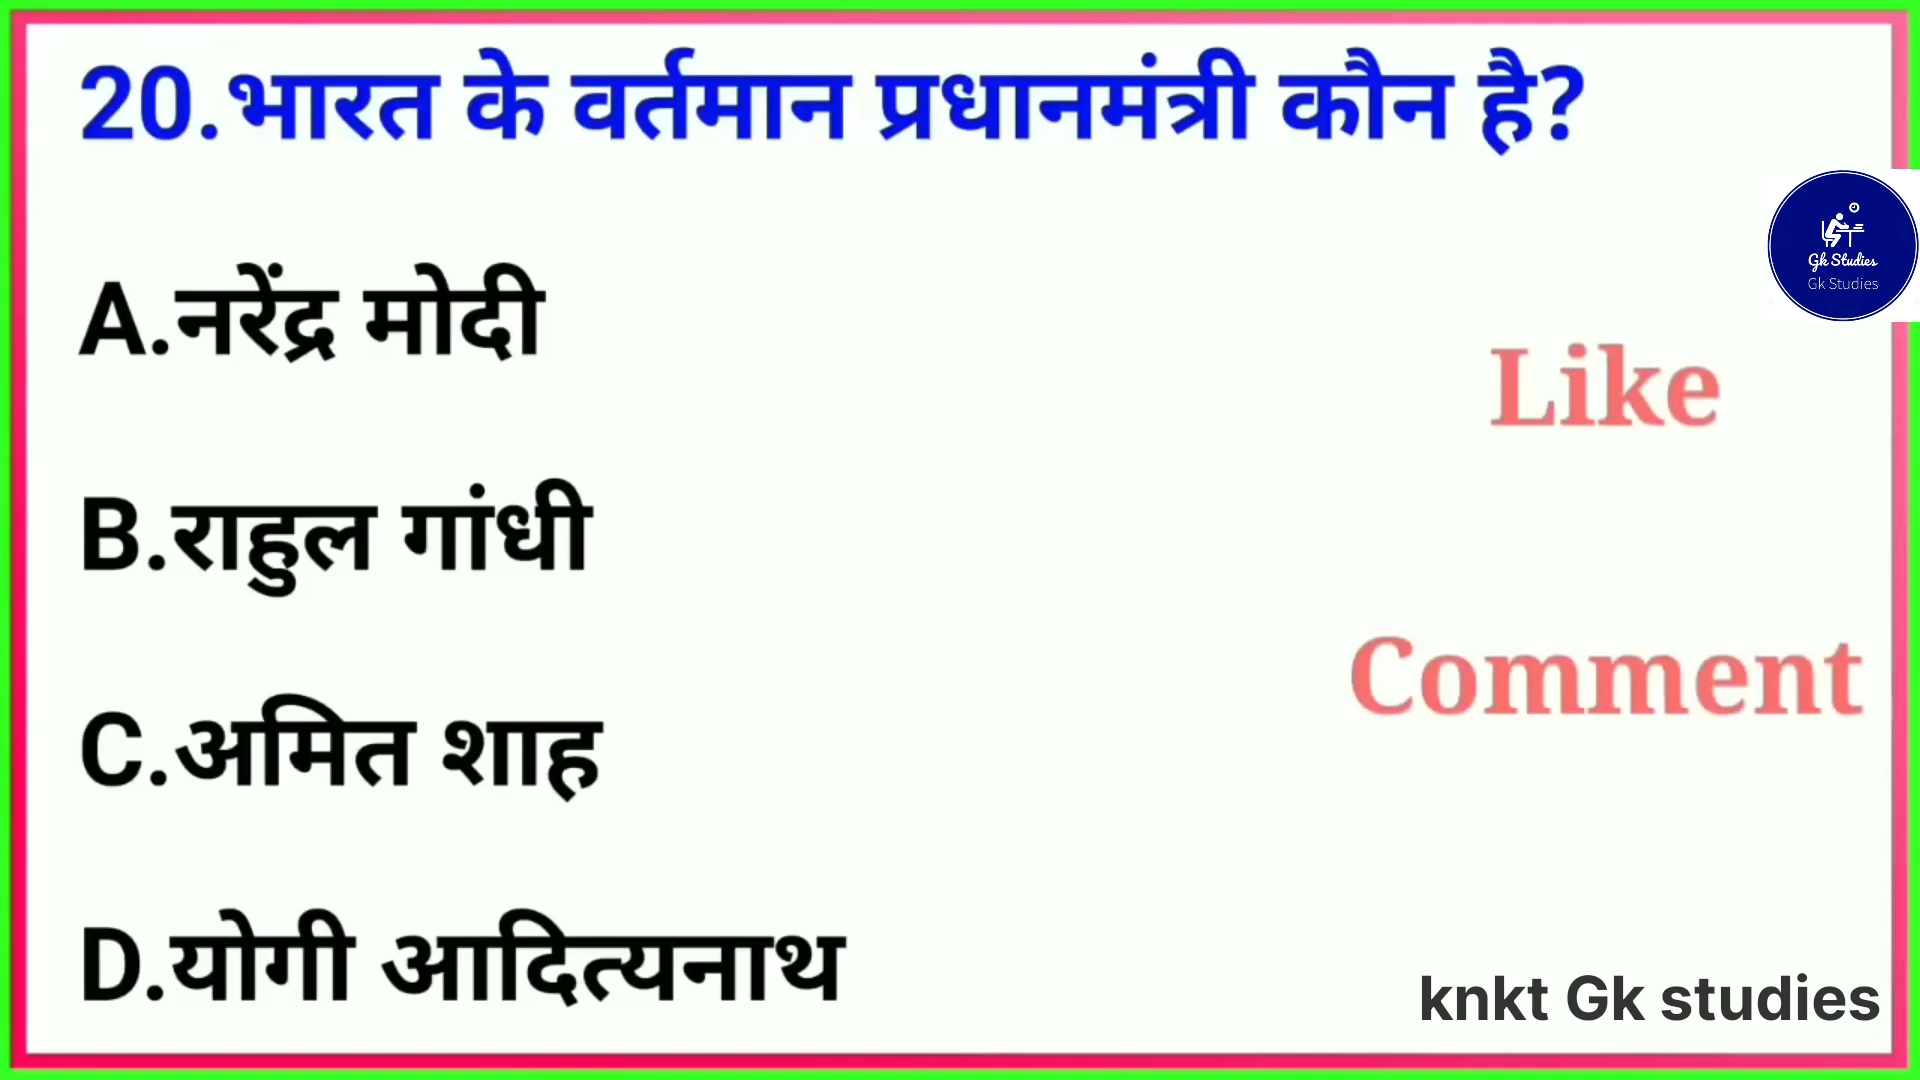 20.भारत के वर्तमान प्रधानमंत्री कौन है?
A.नरेंद्र मोदी
B.राहुल गांधी
C.अमित शाह
D.योगी आदित्यनाथ
Gk Studies
Gk Studies
Like
Comment
knkt Gk studies